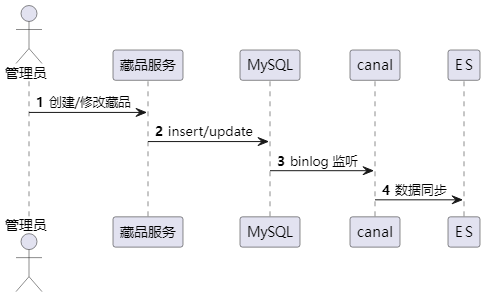 管理员
藏品服务
MySQL
canal
ES
1 创建/修改藏品
2 insert/update
3 binlog 监听
4 数据同步
管理员
藏品服务
MySQL
canal
ES